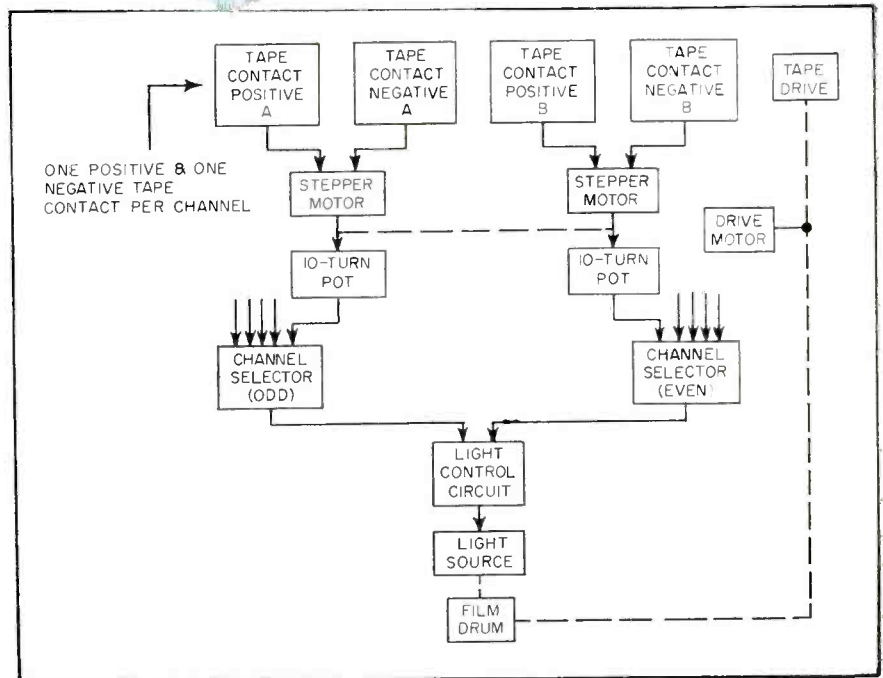 TAPE
CONTACT
POSITIVE
A
TAPE
CONTACT
NEGATIVE
A
TAPE
CONTACT
POSITIVE
B
TAPE
CONTACT
NEGATIVE
B
TAPE
DRIVE
ONE POSITIVE & ONE
NEGATIVE TAPE
CONTACT PER CHANNEL
STEPPER
MOTOR
STEPPER
MOTOR
DRIVE
MOTOR
10-TURN
POT
10-TURN
POT
CHANNEL
SELECTOR
(ODD)
CHANNEL
SELECTOR
(EVEN)
LIGHT
CONTROL
CIRCUIT
LIGHT
SOURCE
FILM
DRUM